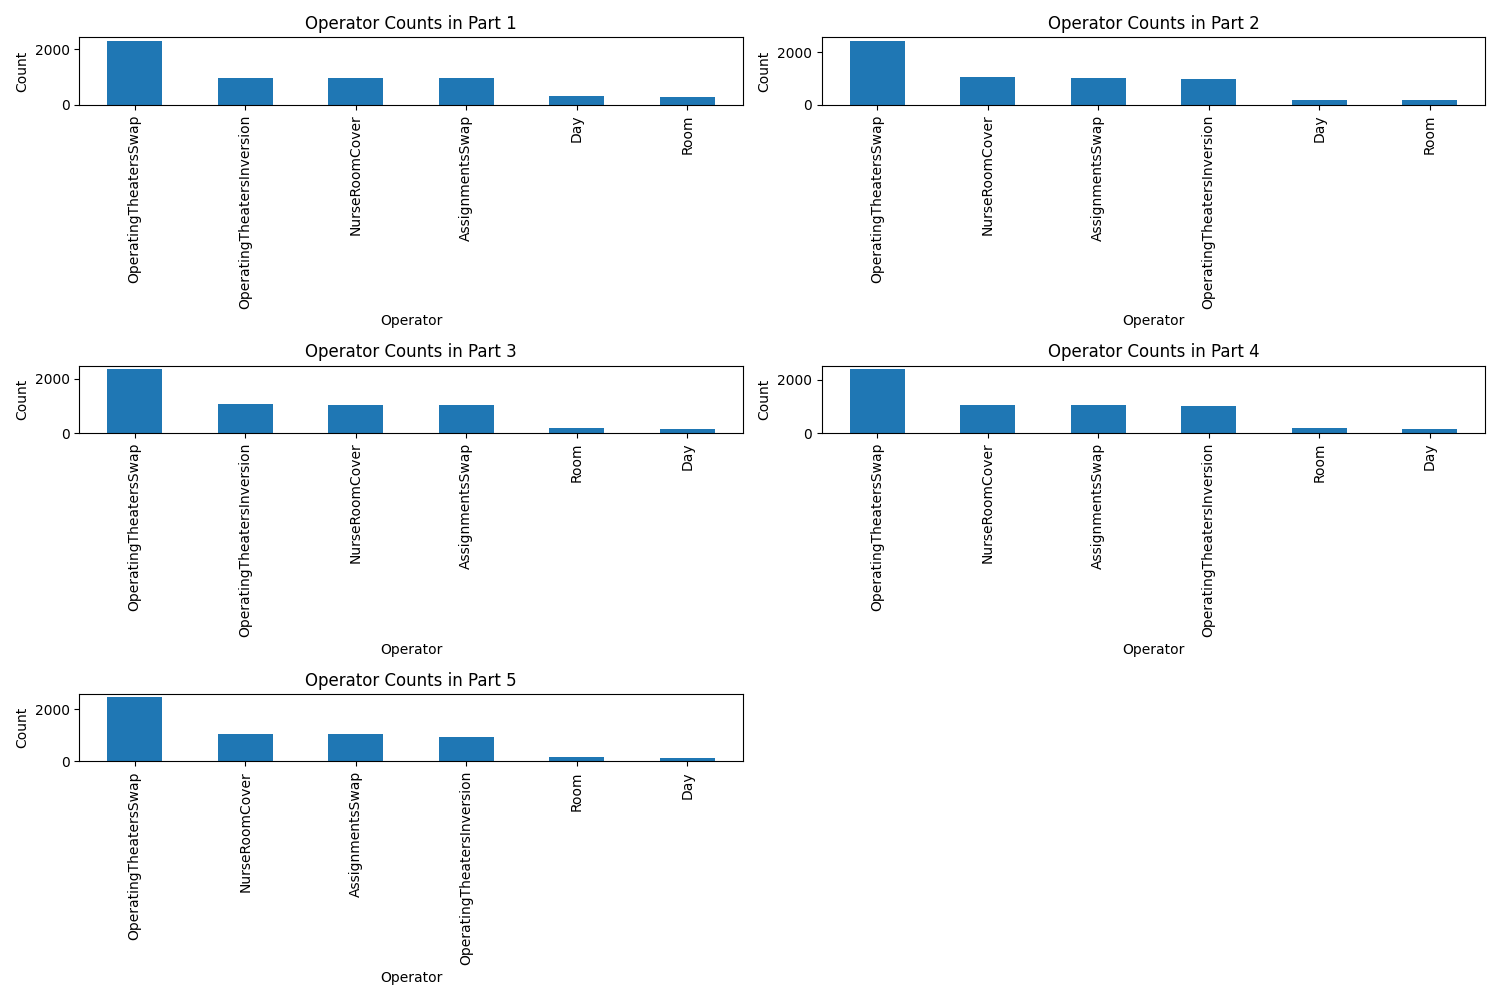 Operator Counts in Part 1
Count
2000
0
OperatingTheatersSwap
OperatingTheatersInversion
NurseRoomCover
AssignmentsSwap
Day
Room
Operator
Operator Counts in Part 2
Count
2000
0
OperatingTheatersSwap
NurseRoomCover
AssignmentsSwap
OperatingTheatersInversion
Day
Room
Operator
Operator Counts in Part 3
Count
2000
0
OperatingTheatersSwap
OperatingTheatersInversion
NurseRoomCover
AssignmentsSwap
Room
Day
Operator
Operator Counts in Part 4
Count
2000
0
OperatingTheatersSwap
NurseRoomCover
AssignmentsSwap
OperatingTheatersInversion
Room
Day
Operator
Operator Counts in Part 5
Count
2000
0
OperatingTheatersSwap
NurseRoomCover
AssignmentsSwap
OperatingTheatersInversion
Room
Day
Operator